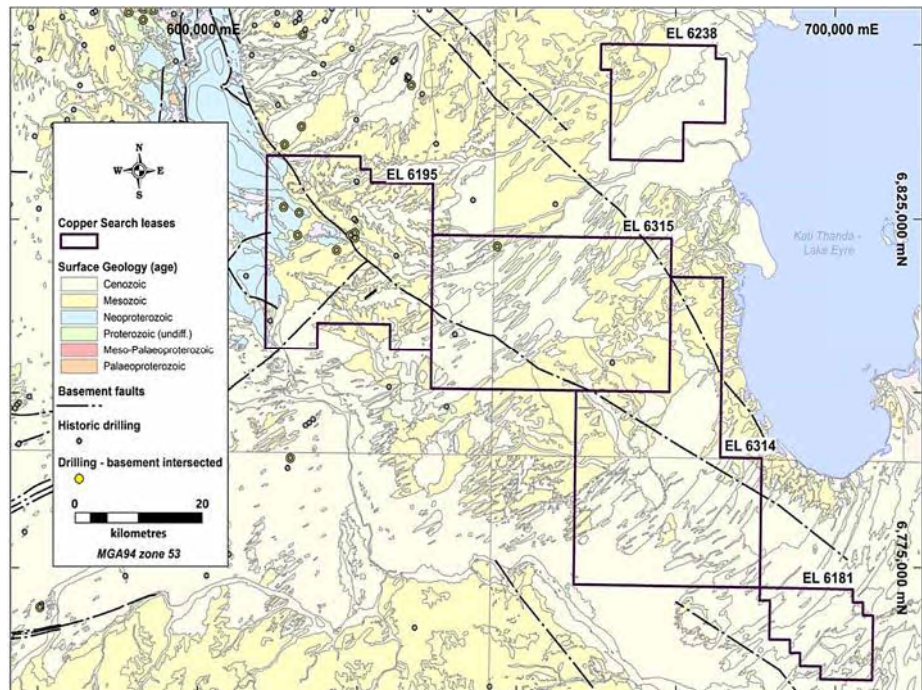 600,000 mE
700,000 mE
EL 6238
N
W
E
S
EL 6195
6,825,000 mN
Copper Search leases
EL 6315
Kati Thanda -
Lake Eyre
Surface Geology (age)
Cenozoic
Mesozoic
Neoproterozoic
Proterozoic (undiff.)
Meso-Palaeoproterozoic
Palaeoproterozoic
Basement faults
Historic drilling
EL 6314
Drilling - basement intersected
0
20
kilometres
MGA94 zone 53
6,775,000 mN
EL 6181